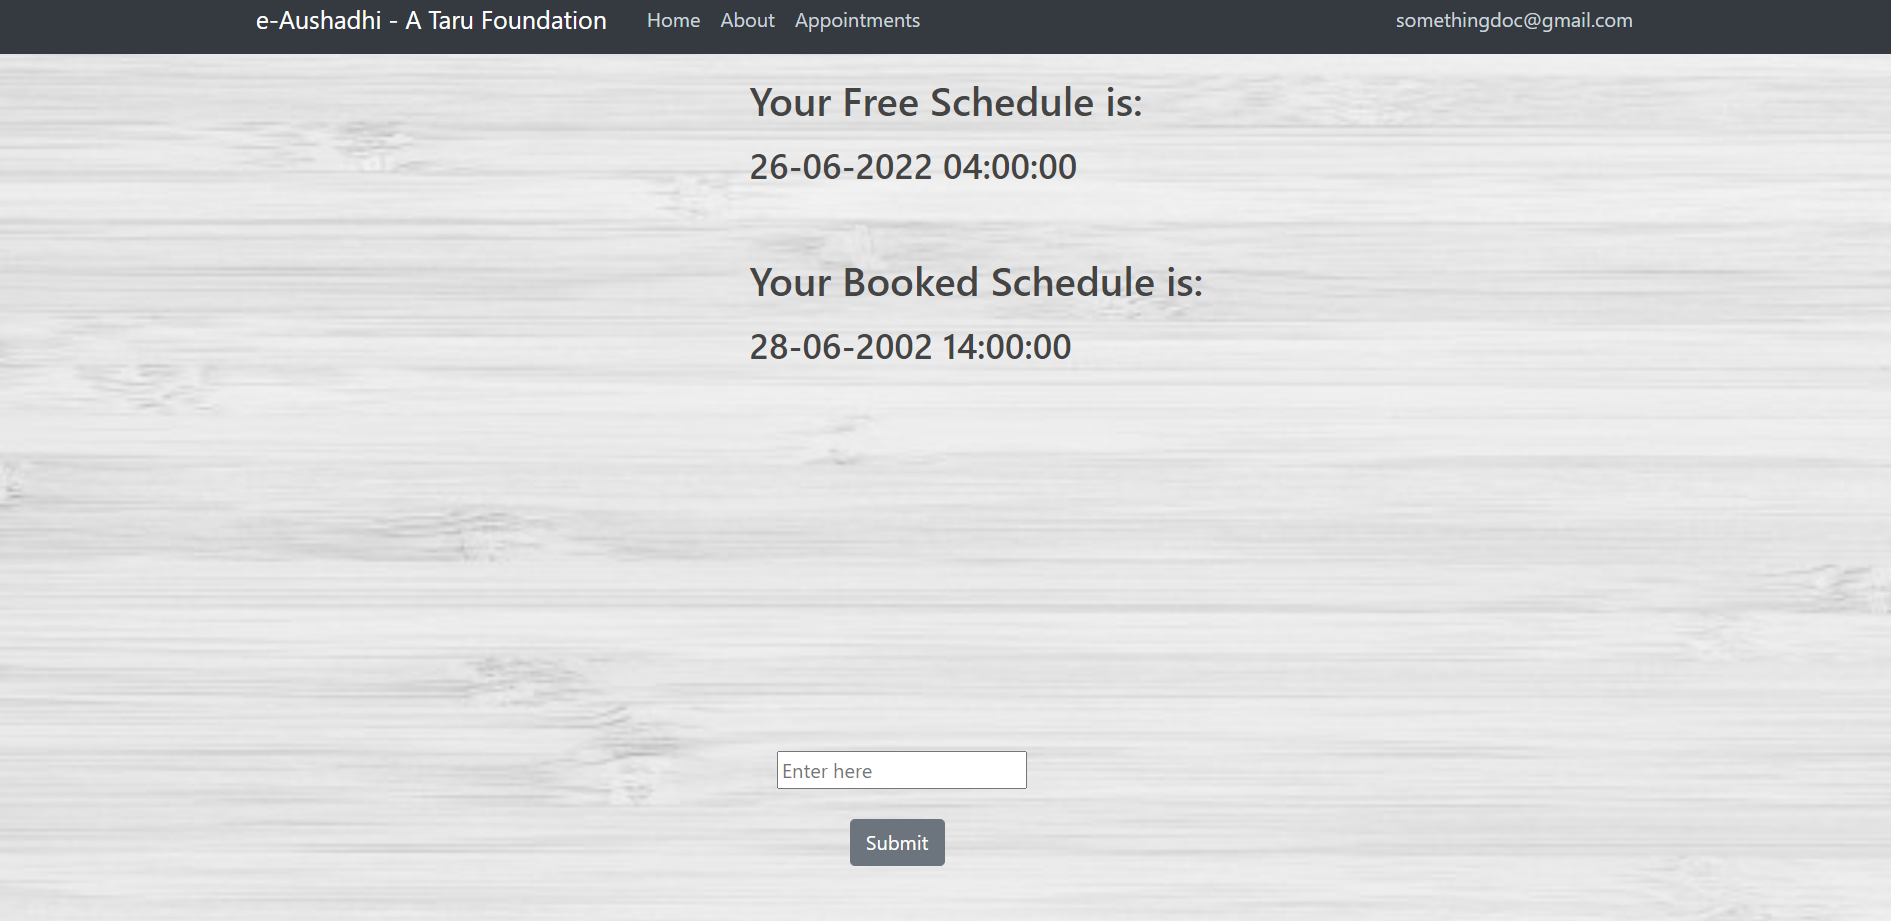 e-Aushadhi - A Taru Foundation Home About Appointments somethingdoc@gmail.com
Your Free Schedule is:
26-06-2022 04:00:00
Your Booked Schedule is:
28-06-2002 14:00:00
Enter here
Submit